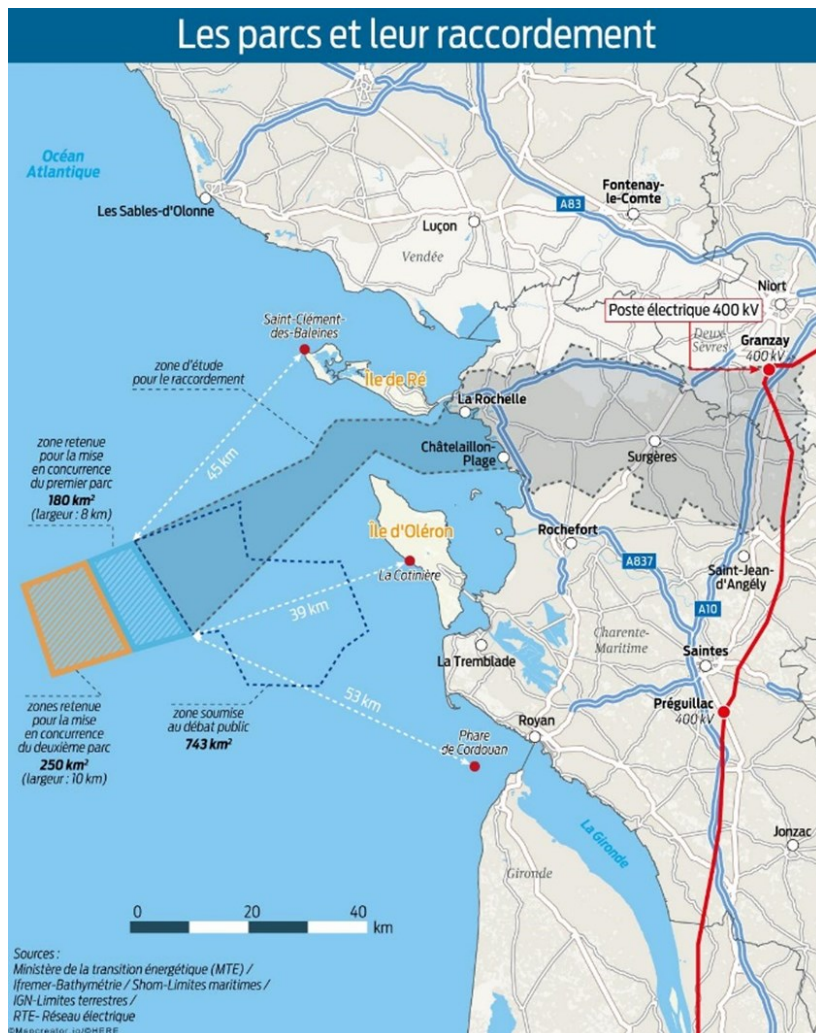 Les parcs et leur raccordement
Océan
Atlantique
Les Sables-d'Olonne
Luçon
Vendée
Fontenay-
le-Comte
A83
Niort
Poste électrique 400 kV
Deux-
Sèvres
Granzay
400 kV
Saint-Clément-
des-Baleines
zone d'étude
pour le raccordement
Île de Ré
La Rochelle
Châtelaillon-
Plage
Surgères
zone retenue
pour la mise
en concurrence
du premier parc
180 km²
(largeur : 8 km)
45 km
Île d'Oléron
La Cotinière
39 km
Rochefort
A837
Saint-Jean-
d'Angély
A10
Charente-
Maritime
La Tremblade
Saintes
53 km
Préguillac
400 kV
zones retenue
pour la mise
en concurrence
du deuxième parc
250 km²
(largeur : 10 km)
zone soumise
au débat public
743 km²
Phare
de Cordouan
Royan
La Gironde
Gironde
Jonzac
0 20 40
km
Sources :
Ministère de la transition énergétique (MTE) /
Ifremer-Bathymétrie / Shom-Limites maritimes /
IGN-Limites terrestres /
RTE- Réseau électrique
©Mapcreator.io/©HERE